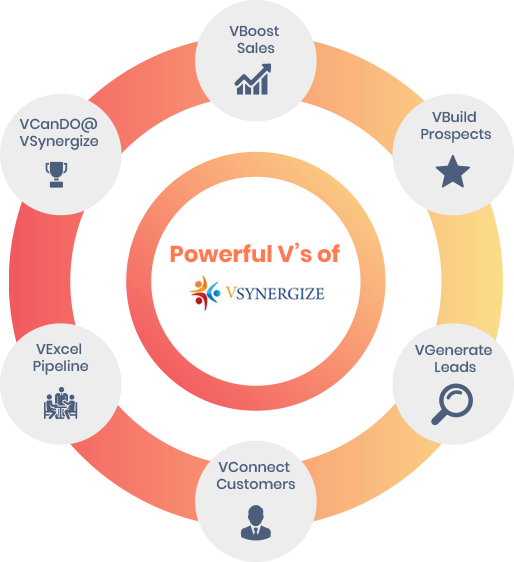 VBoost
Sales
VCanDO@
VSynergize
VBuild
Prospects
Powerful V's of
VSYNERGIZE
VExcel
Pipeline
VGenerate
Leads
VConnect
Customers